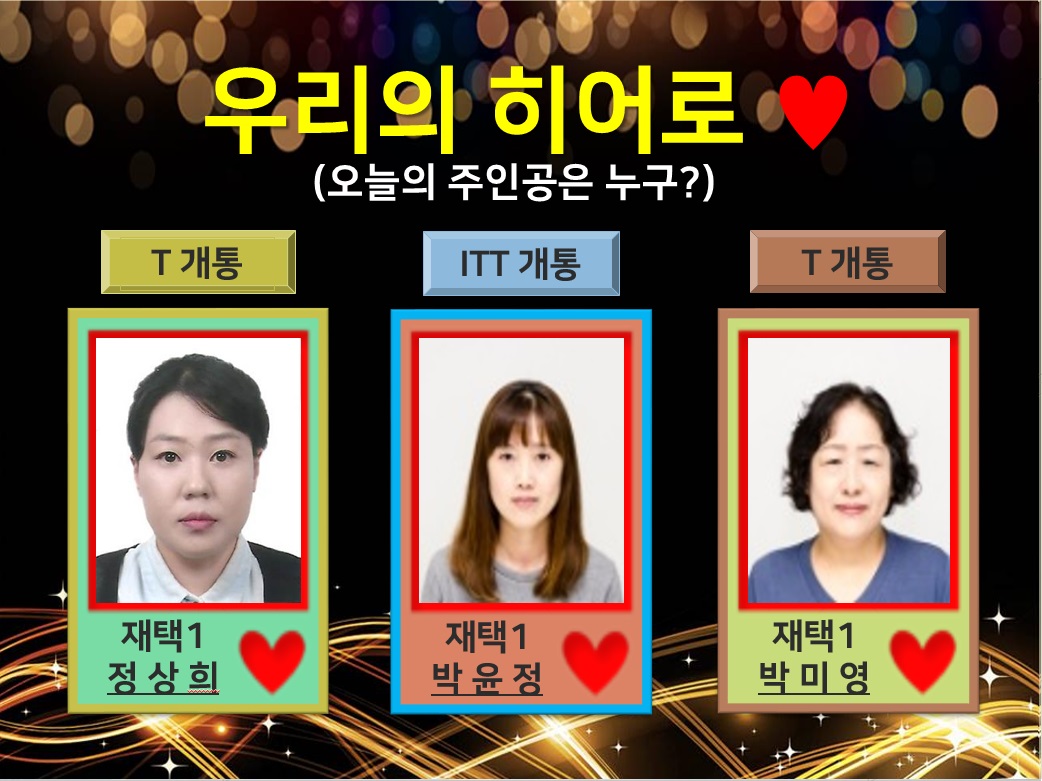 우리의 히어로 ♥
(오늘의 주인공은 누구?)
T 개통
ITT 개통
T 개통
재택1
정 상 희
재택1
박 윤 정
재택1
박 미 영